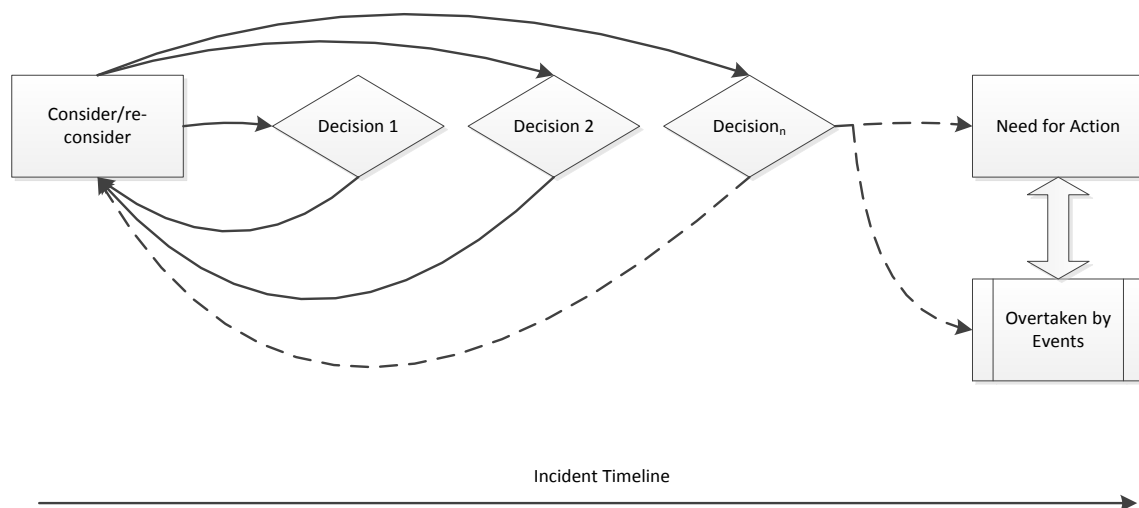 Consider/re-
consider
Decision 1
Decision 2
Decisionₙ
Need for Action
Overtaken by
Events
Incident Timeline